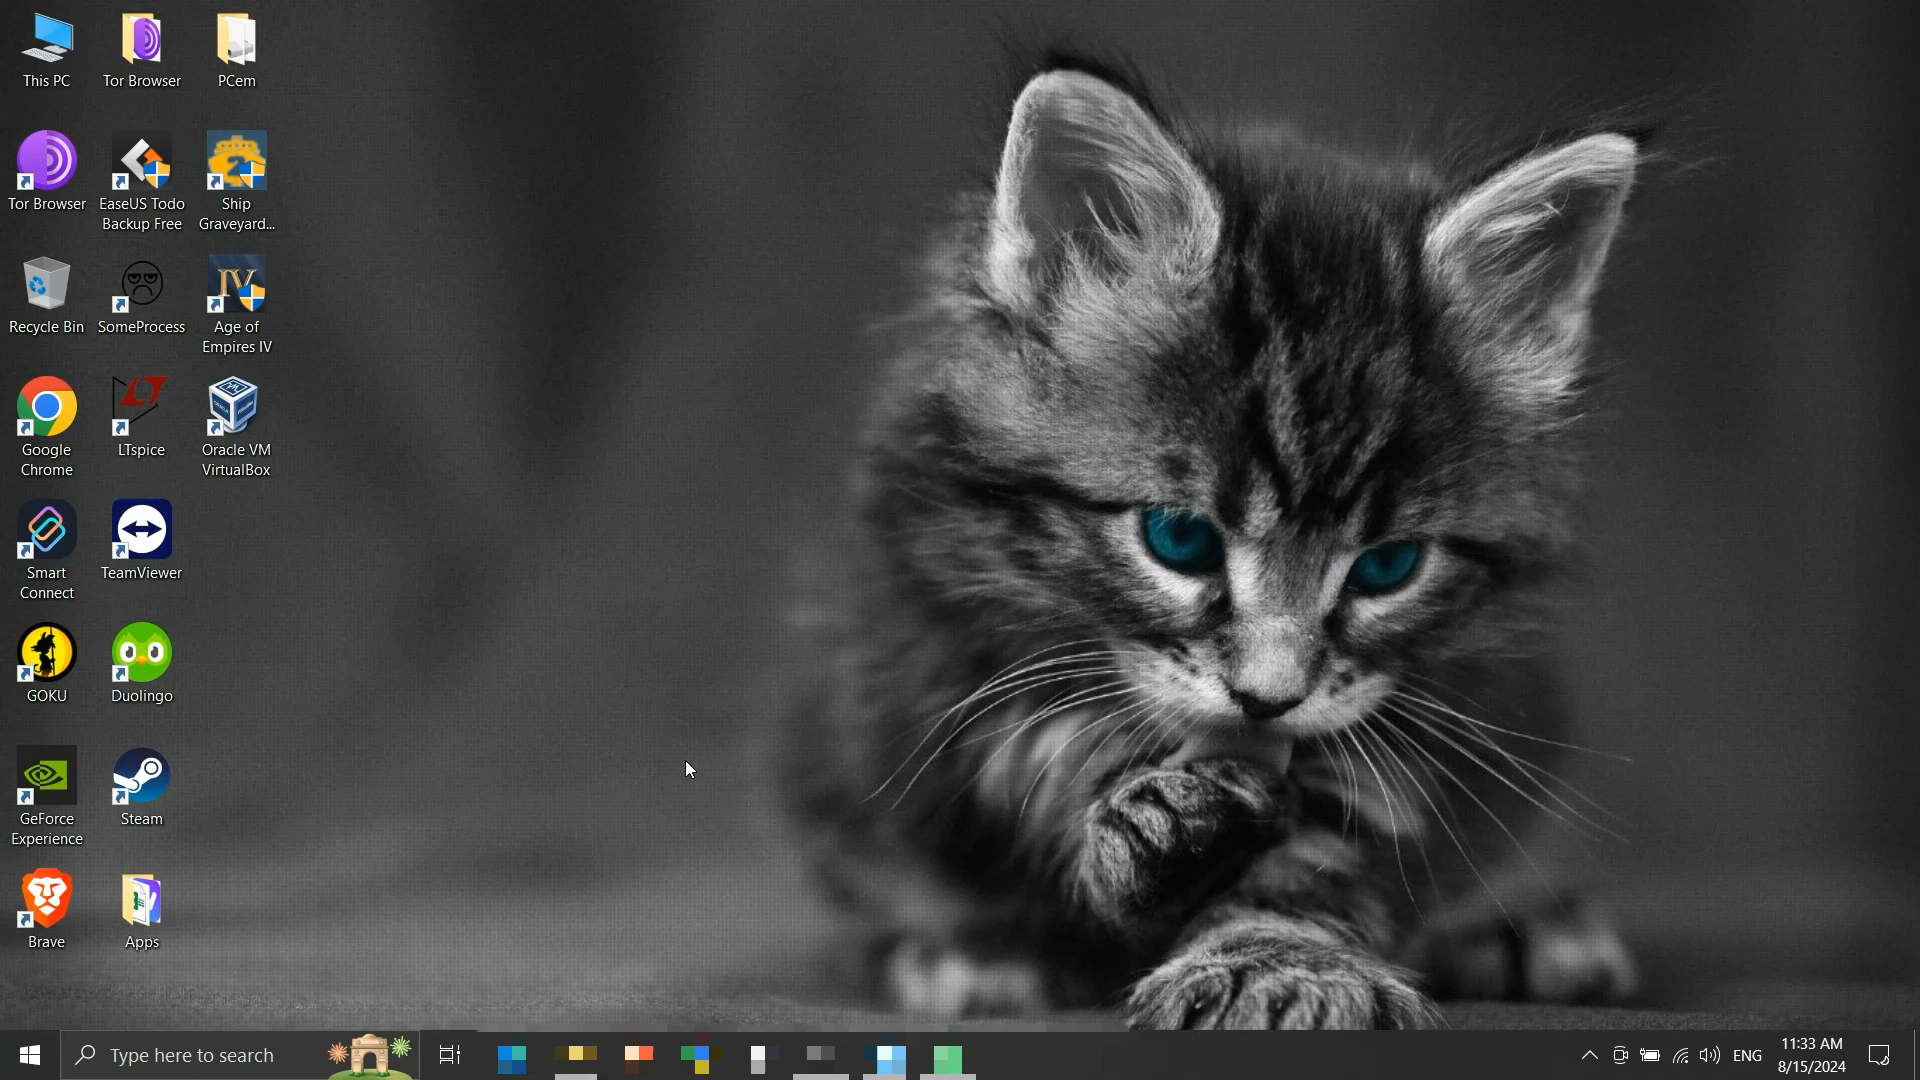 This PC
Tor Browser
PCem
Tor Browser
EaseUS Todo
Backup Free
Ship
Graveyard...
Recycle Bin
SomeProcess
Age of
Empires IV
Google
Chrome
LTspice
Oracle VM
VirtualBox
Smart
Connect
TeamViewer
GOKU
Duolingo
GeForce
Experience
Steam
Brave
Apps
Type here to search
ENG
11:33 AM
8/15/2024